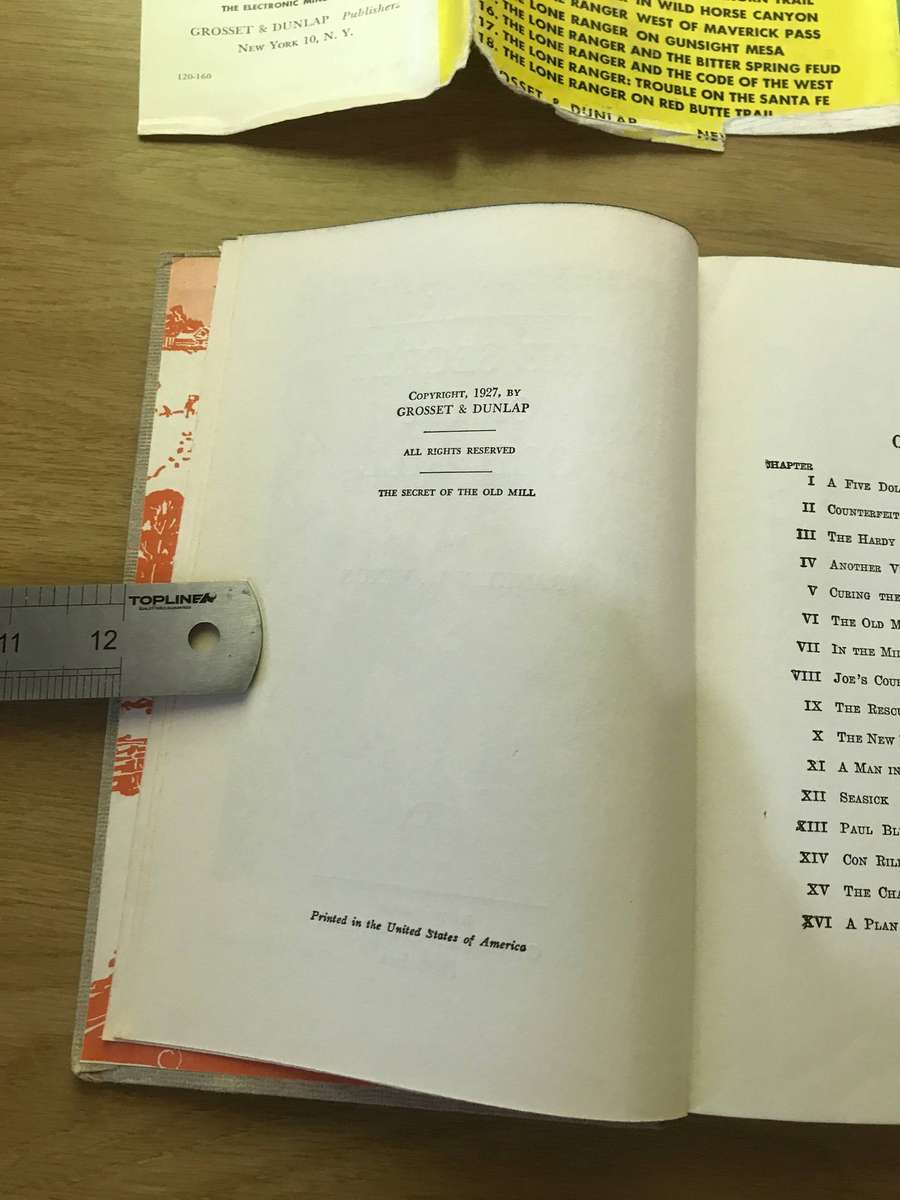 THE ELECTRONIC
GROSSET & DUNLAP Publishers
NEW YORK 10, N. Y.
120-160
TRAIL
IN WILD HORSE CANYON
RANGER WEST OF MAVERICK PASS
16. THE LONE RANGER ON GUNSIGHT MESA
17. THE LONE RANGER AND THE BITTER SPRING FEUD
18. THE LONE RANGER AND THE CODE OF THE WEST
THE LONE RANGER: TROUBLE ON THE SANTA FE
THE LONE RANGER ON RED BUTTE TRAIL
OSSET & DUNLAP
COPYRIGHT, 1927, BY
GROSSET & DUNLAP
ALL RIGHTS RESERVED
THE SECRET OF THE OLD MILL
Printed in the United States of America
TOPLINE
11 12
CHAPTER
I A FIVE
II
III THE HARDY
IV ANOTHER
V CURING THE
VI THE OLD
VII IN THE
VIII JOE'S
IX THE
X THE NEW
XI A MAN IN
XII SEASICK
XIII PAUL
XIV CON
XV THE
XVI A PLAN